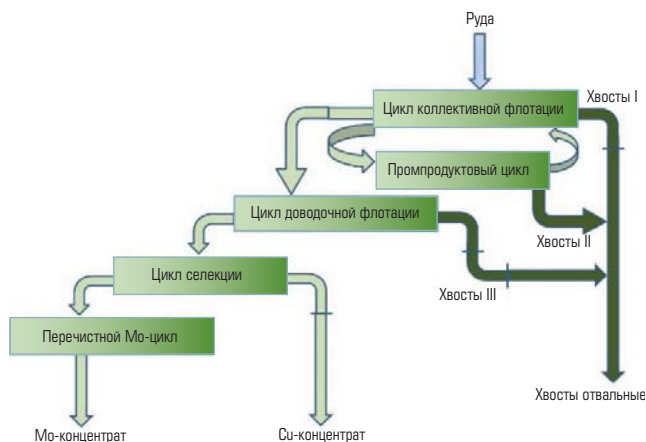 Руда
Хвосты I
Цикл коллективной флотации
Промпродуктовый цикл
Цикл доводочной флотации
Хвосты II
Цикл селекции
Хвосты III
Перечистной Мо-цикл
Хвосты отвальные
Мо-концентрат
Cu-концентрат